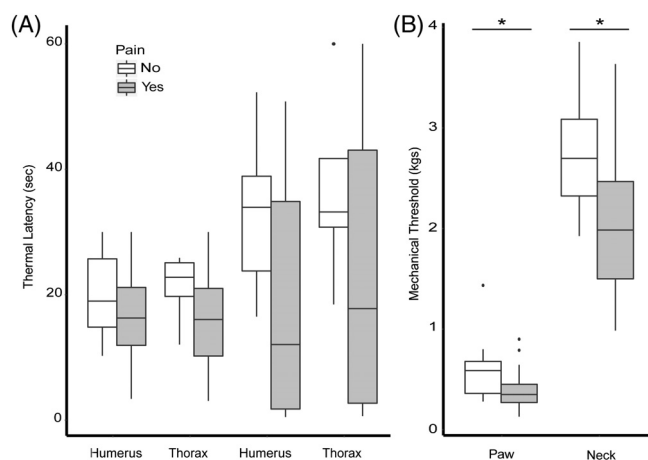 (A)
Pain
No
Yes
Thermal Latency (sec)
60
40
20
0
Humerus Thorax Humerus Thorax
(B)
* *
Mechanical Threshold (kgs)
4
3
2
1
0
Paw Neck